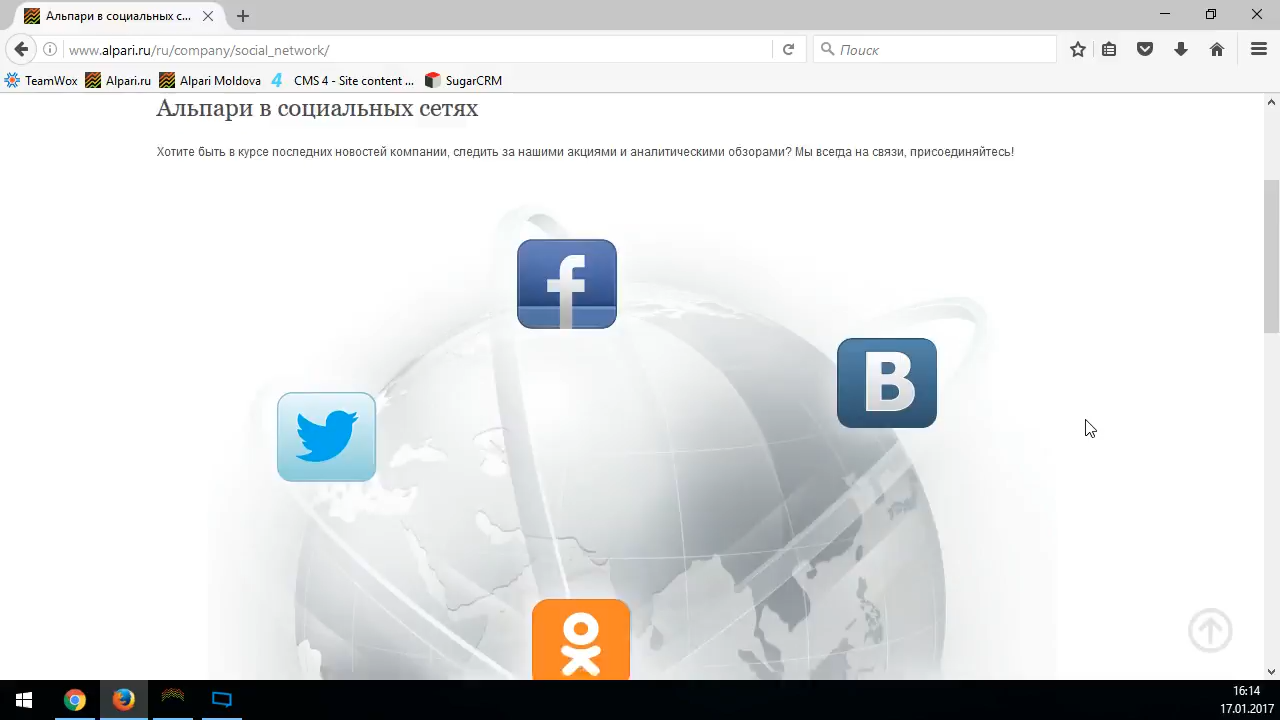 Альпари в социальных с...
www.alpari.ru/ru/company/social_network/
Поиск
TeamWox Alpari.ru Alpari Moldova CMS 4 - Site content ... SugarCRM
Альпари в социальных сетях
Хотите быть в курсе последних новостей компании, следить за нашими акциями и аналитическими обзорами? Мы всегда на связи, присоединяйтесь!
f
B
16:14
17.01.2017